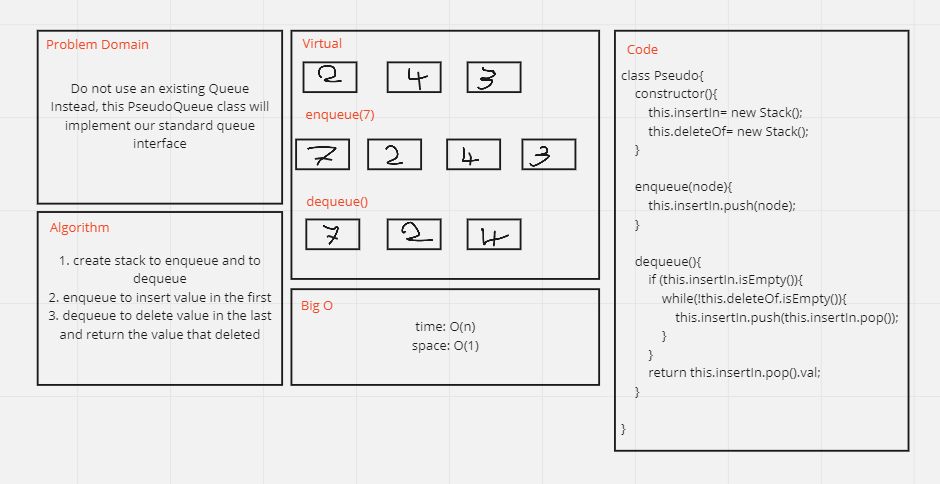 Problem Domain
Do not use an existing Queue
Instead, this PseudoQueue class will
implement our standard queue
interface
Algorithm
1. create stack to enqueue and to
dequeue
2. enqueue to insert value in the first
3. dequeue to delete value in the last
and return the value that deleted
Virtual
2 4 3
enqueue(7)
7 2 4 3
dequeue()
7 2 4
Big O
time: O(n)
space: O(1)
Code
class Pseudo{
constructor(){
this.insertIn= new Stack();
this.deleteOf= new Stack();
}
enqueue(node){
this.insertIn.push(node);
}
dequeue(){
if (this.insertIn.isEmpty()){
while(!this.deleteOf.isEmpty()){
this.insertIn.push(this.insertIn.pop());
}
}
return this.insertIn.pop().val;
}
}